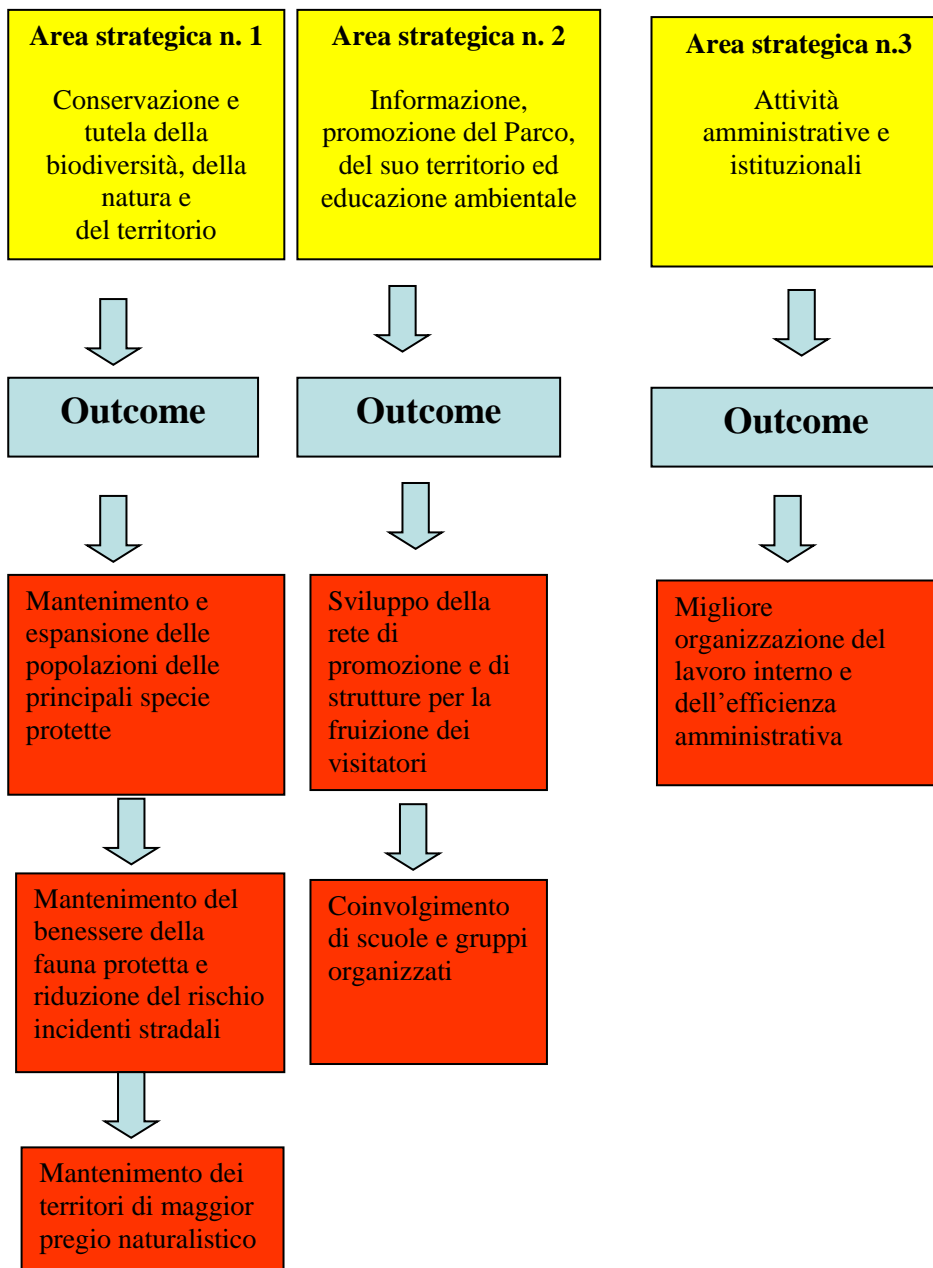 Area strategica n. 1
Conservazione e
tutela della
biodiversità, della
natura e
del territorio
Area strategica n. 2
Informazione,
promozione del Parco,
del suo territorio ed
educazione ambientale
Area strategica n.3
Attività
amministrative e
istituzionali
Outcome
Outcome
Outcome
Mantenimento e
espansione delle
popolazioni delle
principali specie
protette
Sviluppo della
rete di
promozione e di
strutture per la
fruizione dei
visitatori
Migliore
organizzazione del
lavoro interno e
dell’efficienza
amministrativa
Mantenimento del
benessere della
fauna protetta e
riduzione del rischio
incidenti stradali
Coinvolgimento
di scuole e gruppi
organizzati
Mantenimento dei
territori di maggior
pregio naturalistico